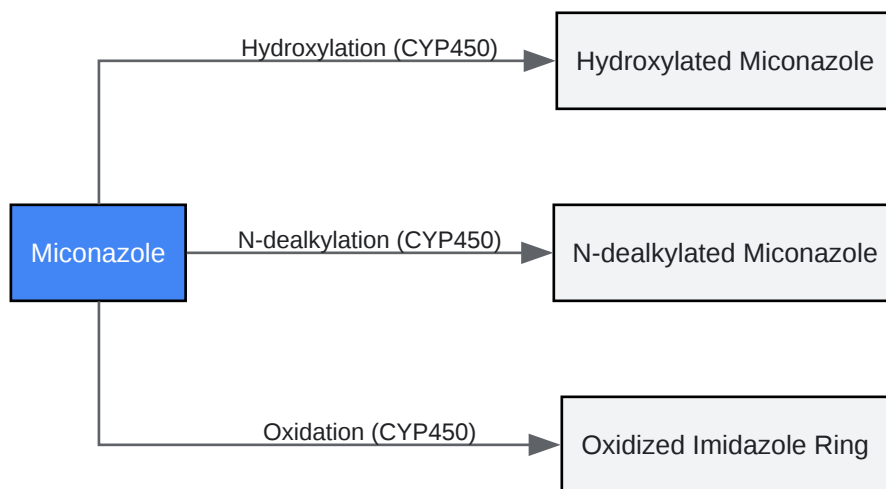 Hydroxylation (CYP450)
Hydroxylated Miconazole
Miconazole
N-dealkylation (CYP450)
N-dealkylated Miconazole
Oxidation (CYP450)
Oxidized Imidazole Ring